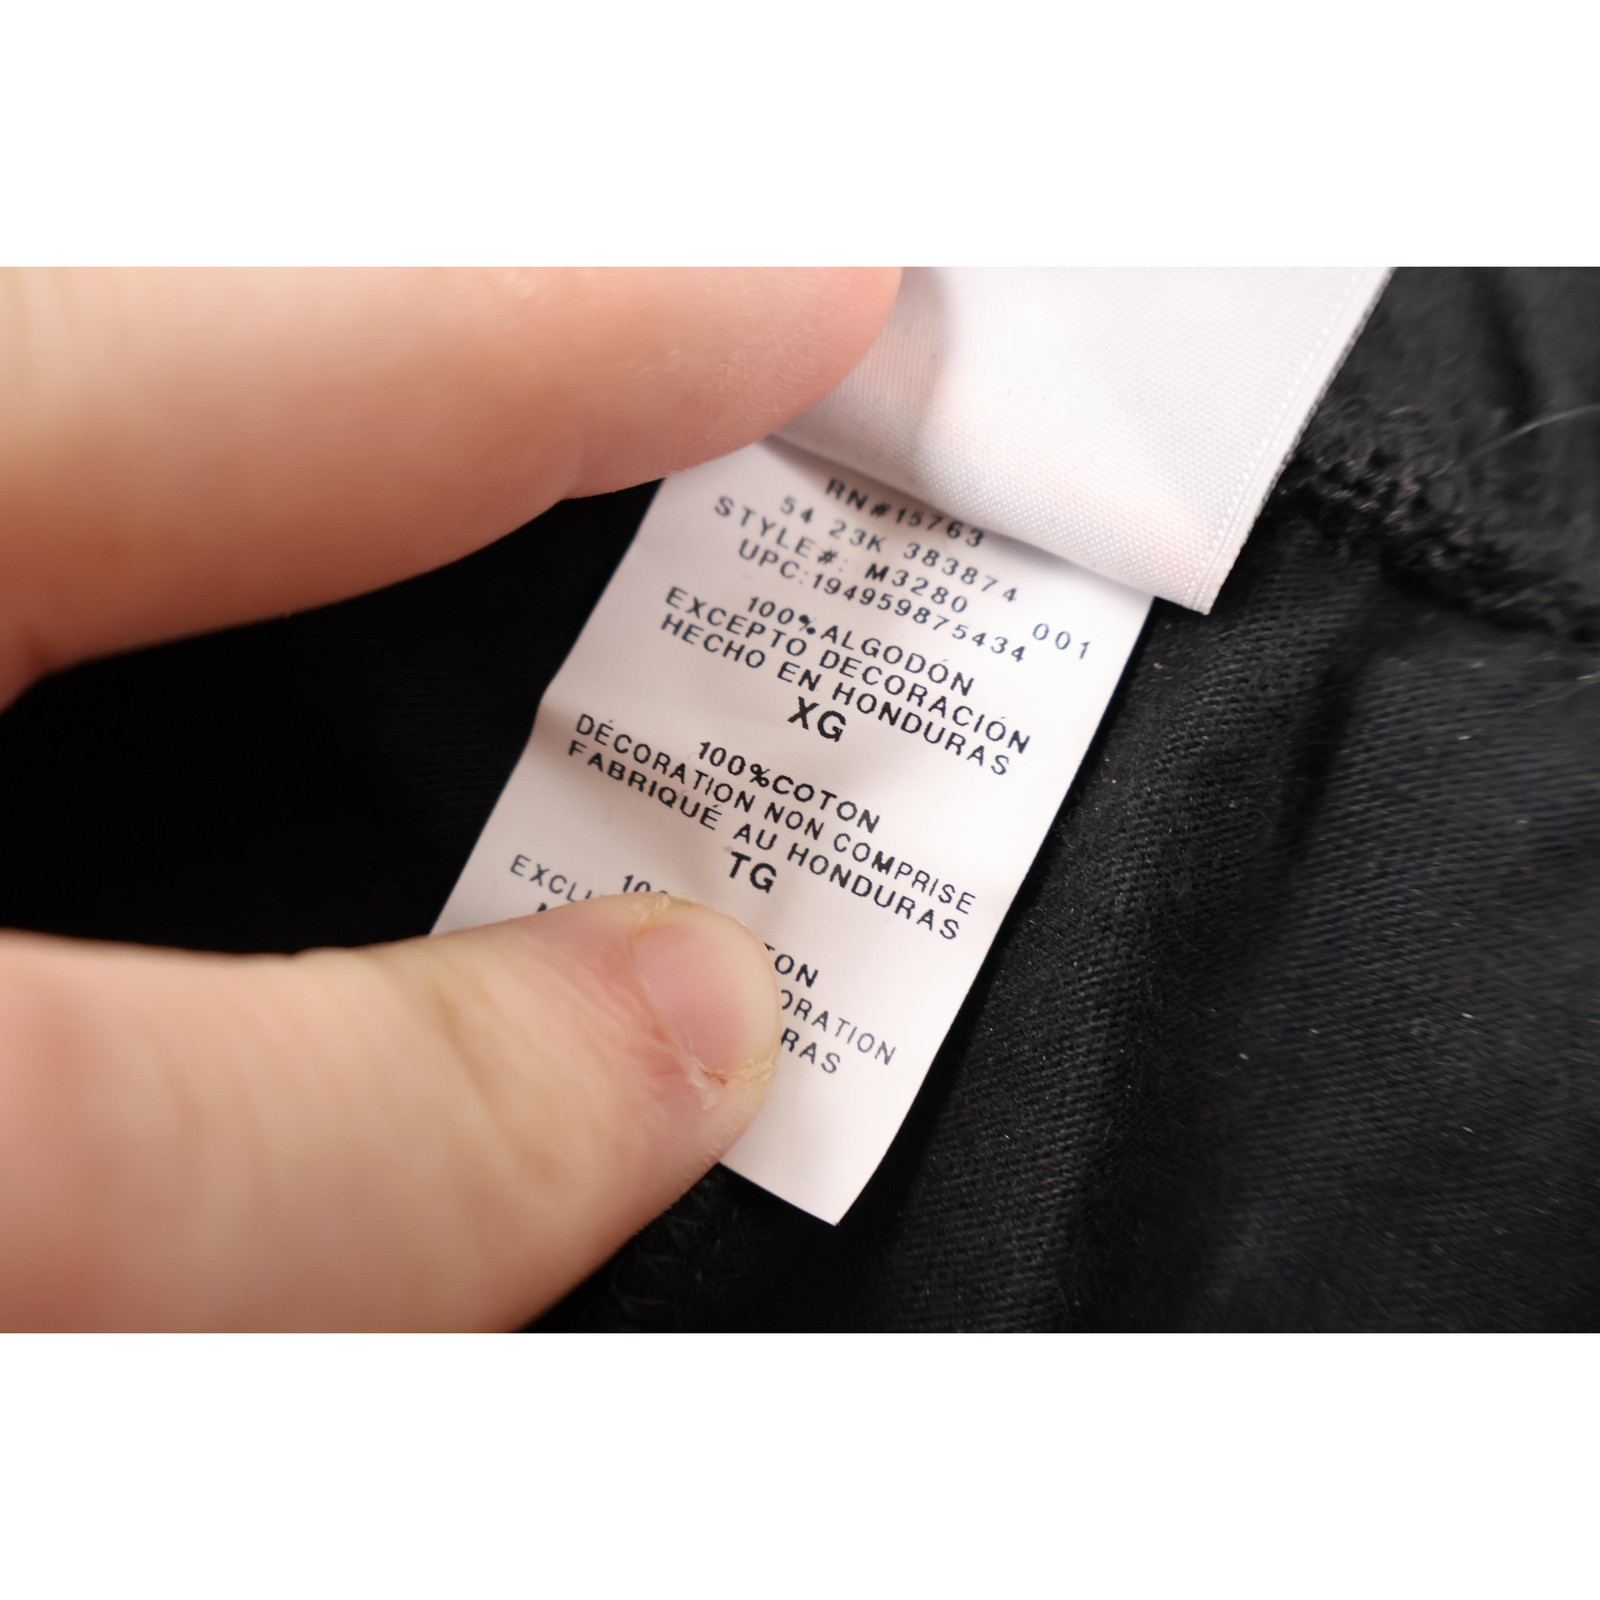 RN#15763
54 23K 383874 001
STYLE#: M3280
UPC:194959875434
100%ALGODÓN
EXCEPTO DECORACIÓN
HECHO EN HONDURAS
XG
100%COTON
DÉCORATION NON COMPRISE
FABRIQUÉ AU HONDURAS
TG